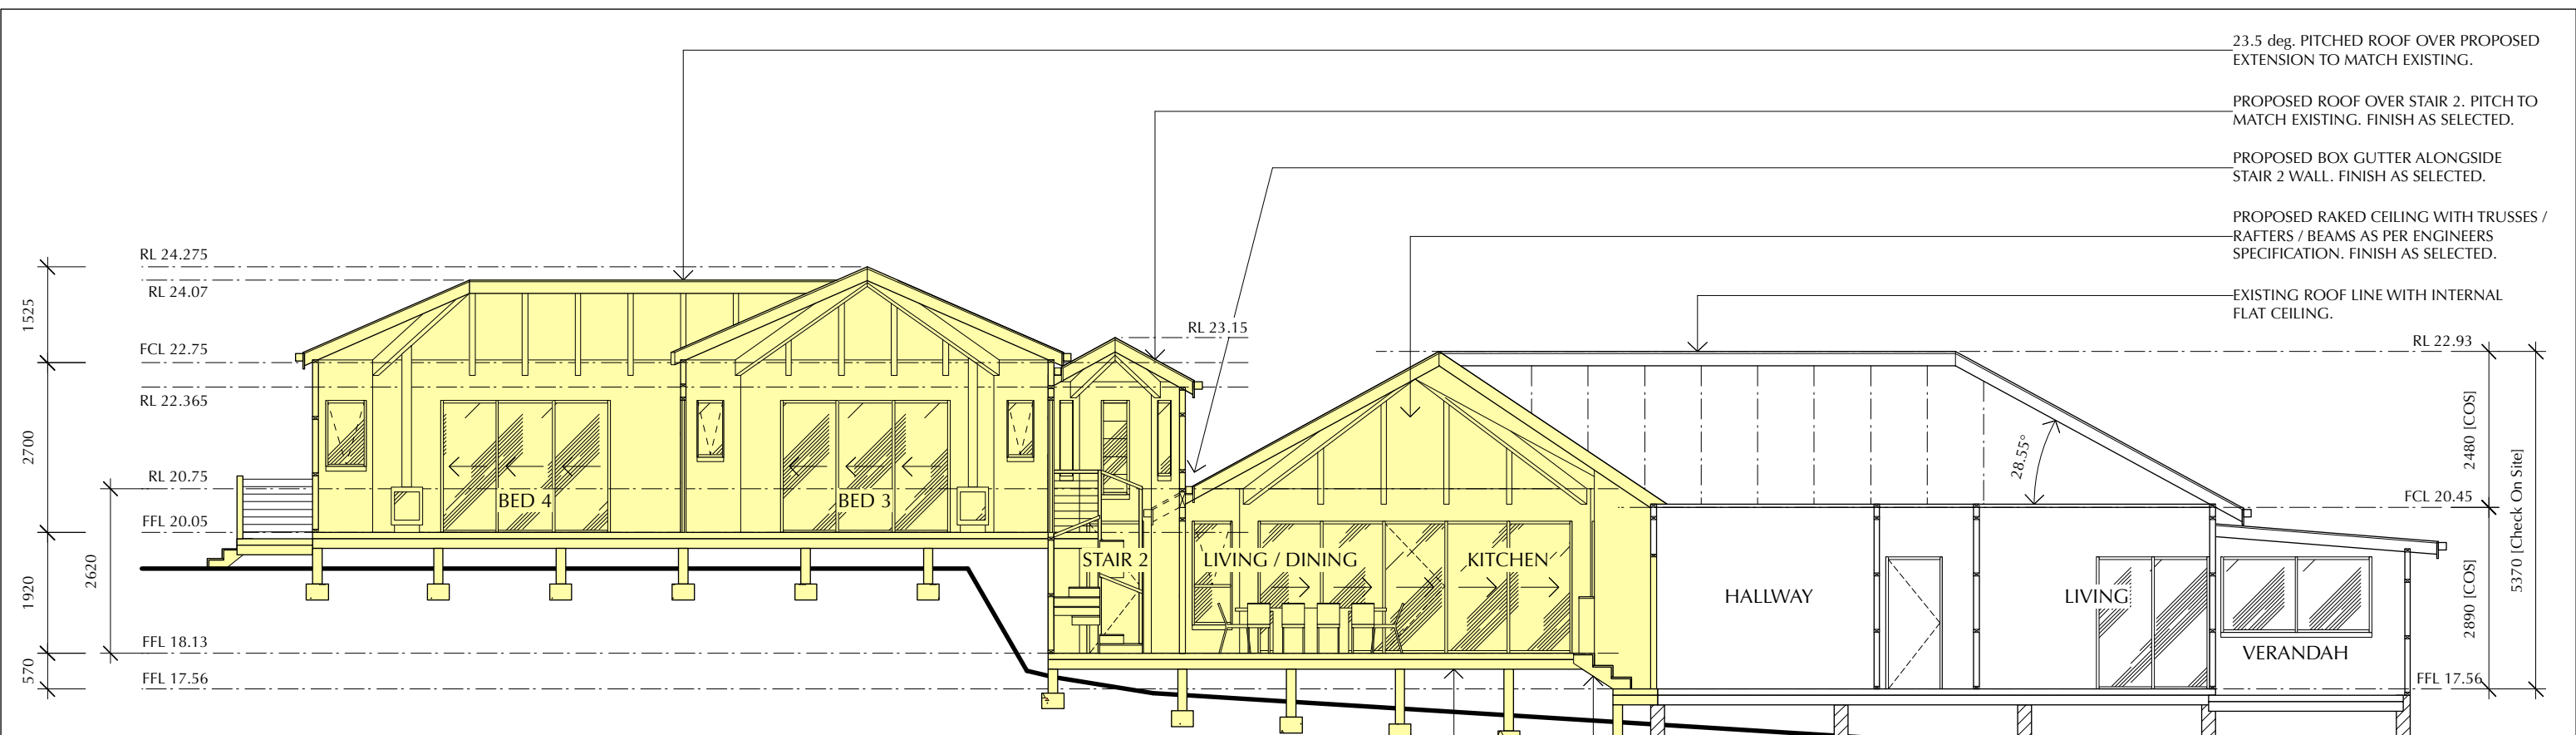 23.5 deg. PITCHED ROOF OVER PROPOSED
EXTENSION TO MATCH EXISTING.
PROPOSED ROOF OVER STAIR 2. PITCH TO
MATCH EXISTING. FINISH AS SELECTED.
PROPOSED BOX GUTTER ALONGSIDE
STAIR 2 WALL. FINISH AS SELECTED.
PROPOSED RAKED CEILING WITH TRUSSES /
RAFTERS / BEAMS AS PER ENGINEERS
SPECIFICATION. FINISH AS SELECTED.
EXISTING ROOF LINE WITH INTERNAL
FLAT CEILING.
RL 24.275
RL 24.07
FCL 22.75
RL 22.365
RL 20.75
FFL 20.05
FFL 18.13
FFL 17.56
1525
2700
1920
570
2620
RL 23.15
RL 22.93
FCL 20.45
FFL 17.56
2480 [COS]
2890 [COS]
5370 [Check On Site]
28.55°
BED 4
BED 3
STAIR 2
LIVING / DINING
KITCHEN
HALLWAY
LIVING
VERANDAH